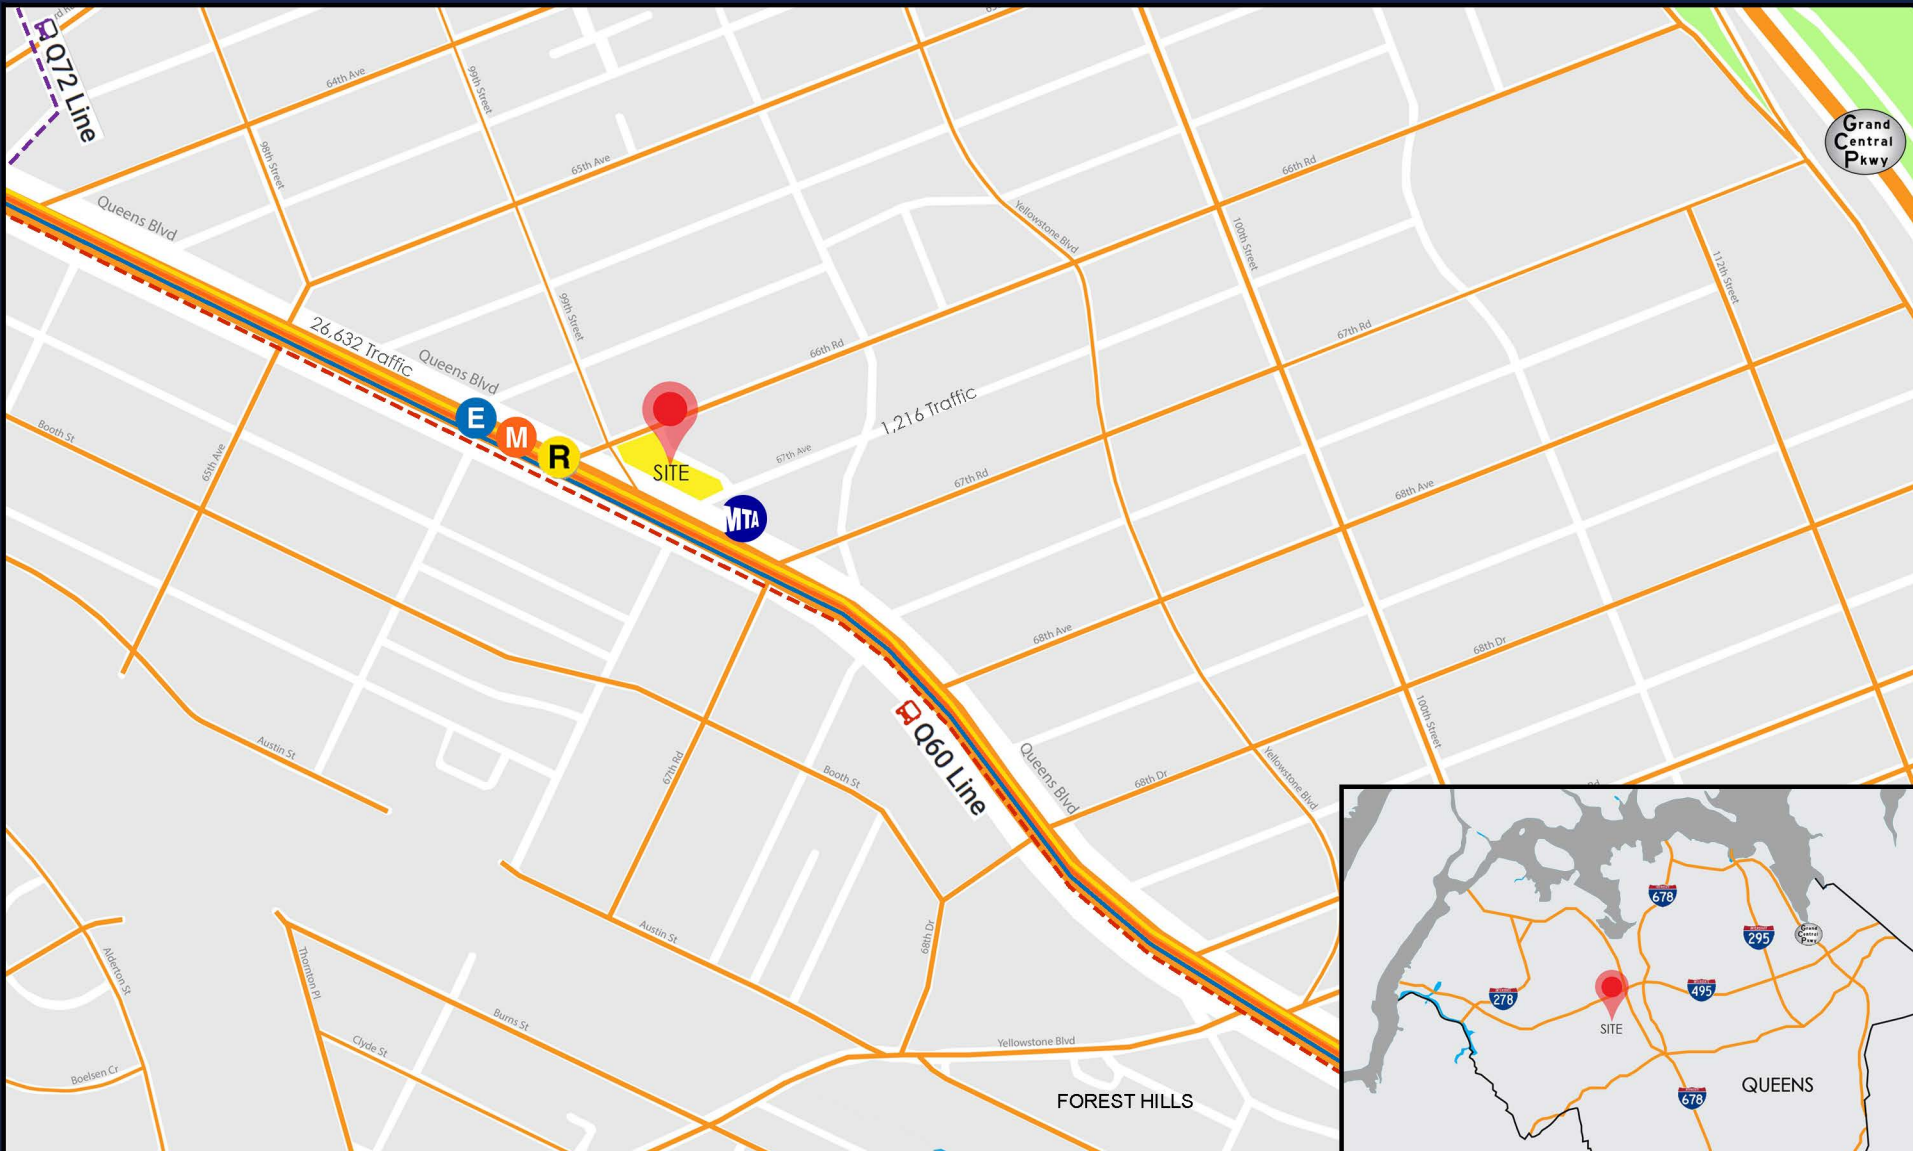 Q72 Line
64th Ave
99th Street
98th Street
65th Ave
Queens Blvd
Yellowstone Blvd
66th Rd
100th Street
Grand
Central
Pkwy
112th Street
26,632 Traffic
Queens Blvd
99th Street
66th Rd
67th Rd
E
M
R
SITE
MTA
67th Ave
1,216 Traffic
67th Rd
68th Ave
Booth St
65th Ave
68th Ave
68th Dr
100th Street
Q60 Line
Queens Blvd
68th Dr
Yellowstone Blvd
Austin St
67th Rd
Booth St
Austin St
68th Dr
Alderton St
Thornton Pl
Burns St
Clyde St
Boelsen Cr
Yellowstone Blvd
FOREST HILLS
678
295
Grand
Central
Pkwy
278
495
SITE
QUEENS
678